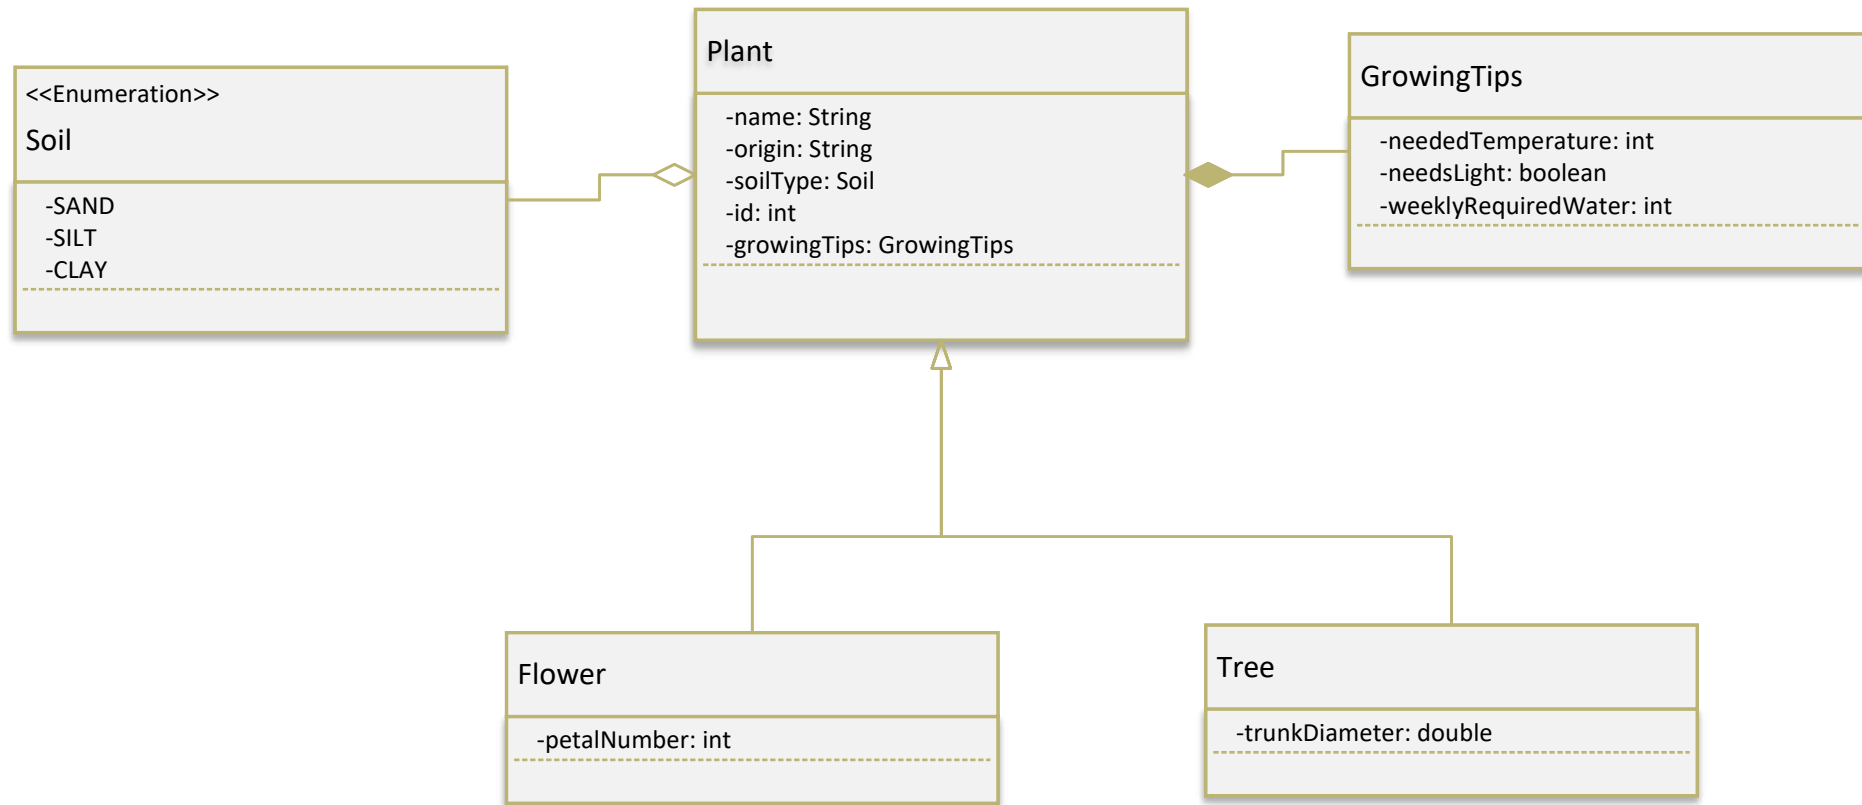 <<Enumeration>>
Soil
-SAND
-SILT
-CLAY
Plant
-name: String
-origin: String
-soilType: Soil
-id: int
-growingTips: GrowingTips
GrowingTips
-neededTemperature: int
-needsLight: boolean
-weeklyRequiredWater: int
Flower
-petalNumber: int
Tree
-trunkDiameter: double